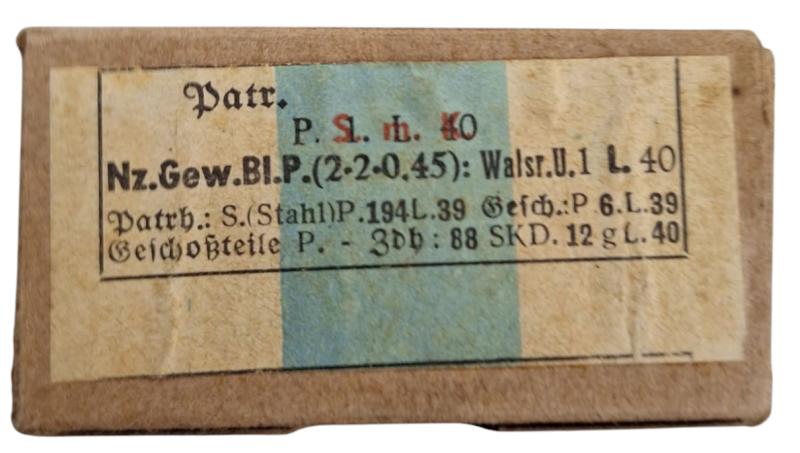 Patr.
P. S. m. K
1. L. 40
Nz.Gew.Bl.P.(2·2·0,45): Walsr.U.1 L. 40
Patrh.: S.(Stahl)P.194L.39 Gesch.:P 6.L.39
Geschoßteile P. - Zdh: 88 SKD. 12 g L. 40